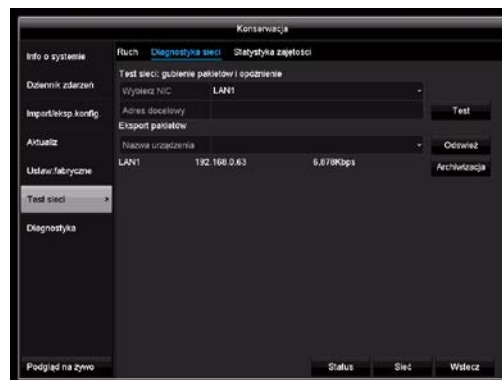 Konserwacja
Info o systemie
Dziennik zdarzeń
Import/eksp.konfig
Aktualiz
Ustaw.fabryczne
Test sieci >
Diagnostyka
Podgląd na żywo
Ruch Diagnostyka sieci Statystyka zajętości
Test sieci: gubienie pakietów i opóźnienie
Wybierz NIC LAN1
Adres docelowy Test
Eksport pakietów
Nazwa urządzenia Odśwież
LAN1 192.168.0.63 6,878Kbps Archiwizacja
Status Sieć Wstecz